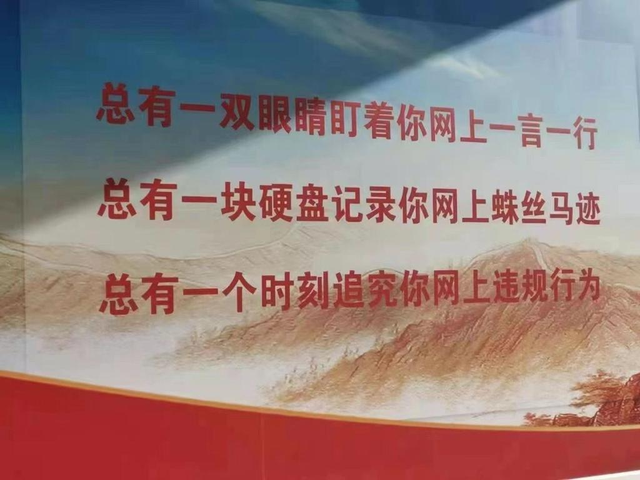 总有一双眼睛盯着你网上一言一行
总有一块硬盘记录你网上蛛丝马迹
总有一个时刻追究你网上违规行为